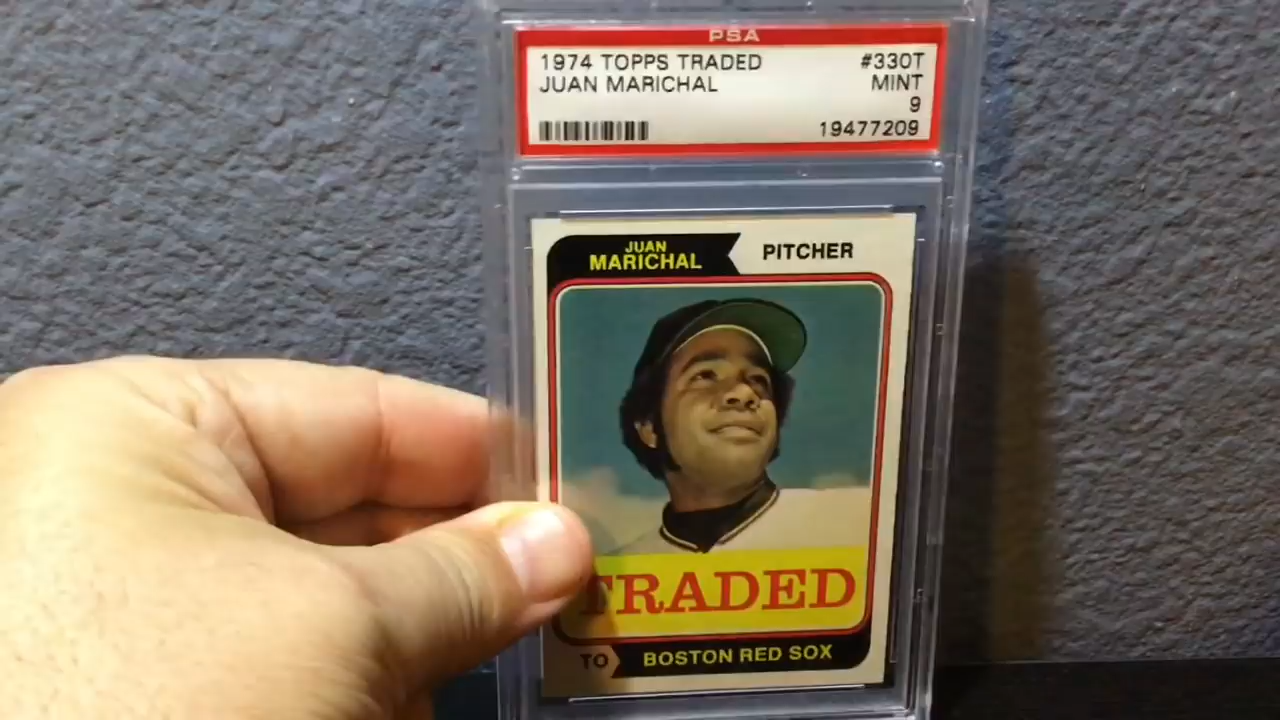 PSA
1974 TOPPS TRADED #330T
JUAN MARICHAL MINT
9
19477209
JUAN
MARICHAL
PITCHER
TRADED
TO BOSTON RED SOX